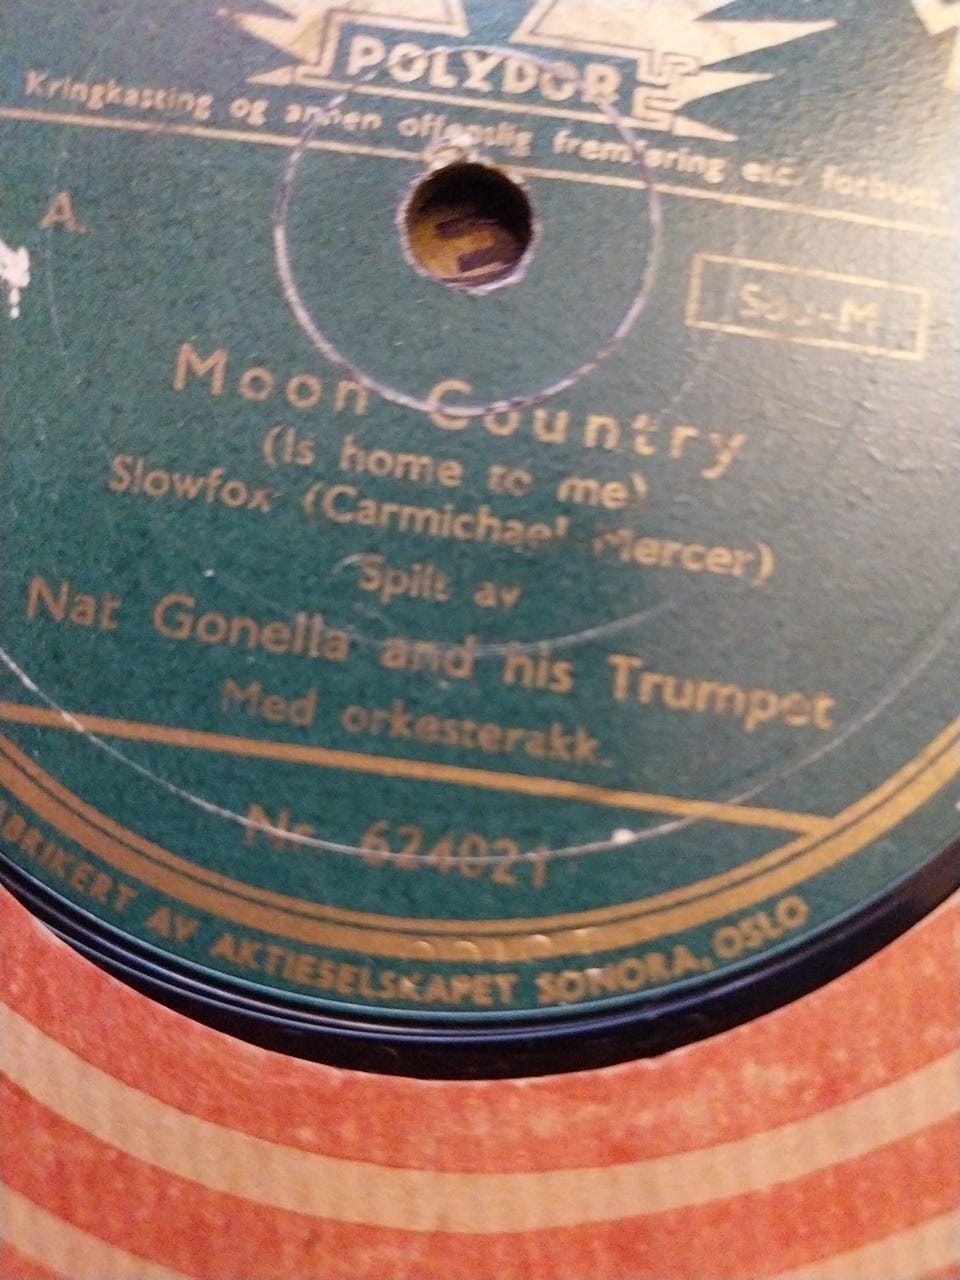 POLYDOR
Kringkasting og annen offentlig fremføring etc. forbudt
A.
Moon Country
(Is home to me)
Slowfox (Carmichael Mercer)
Spilt av
Nat Gonella and his Trumpet
Med orkesterakk.
Nr. 624021
FABRIKERT AV AKTIESELSKAPET SONORA, OSLO